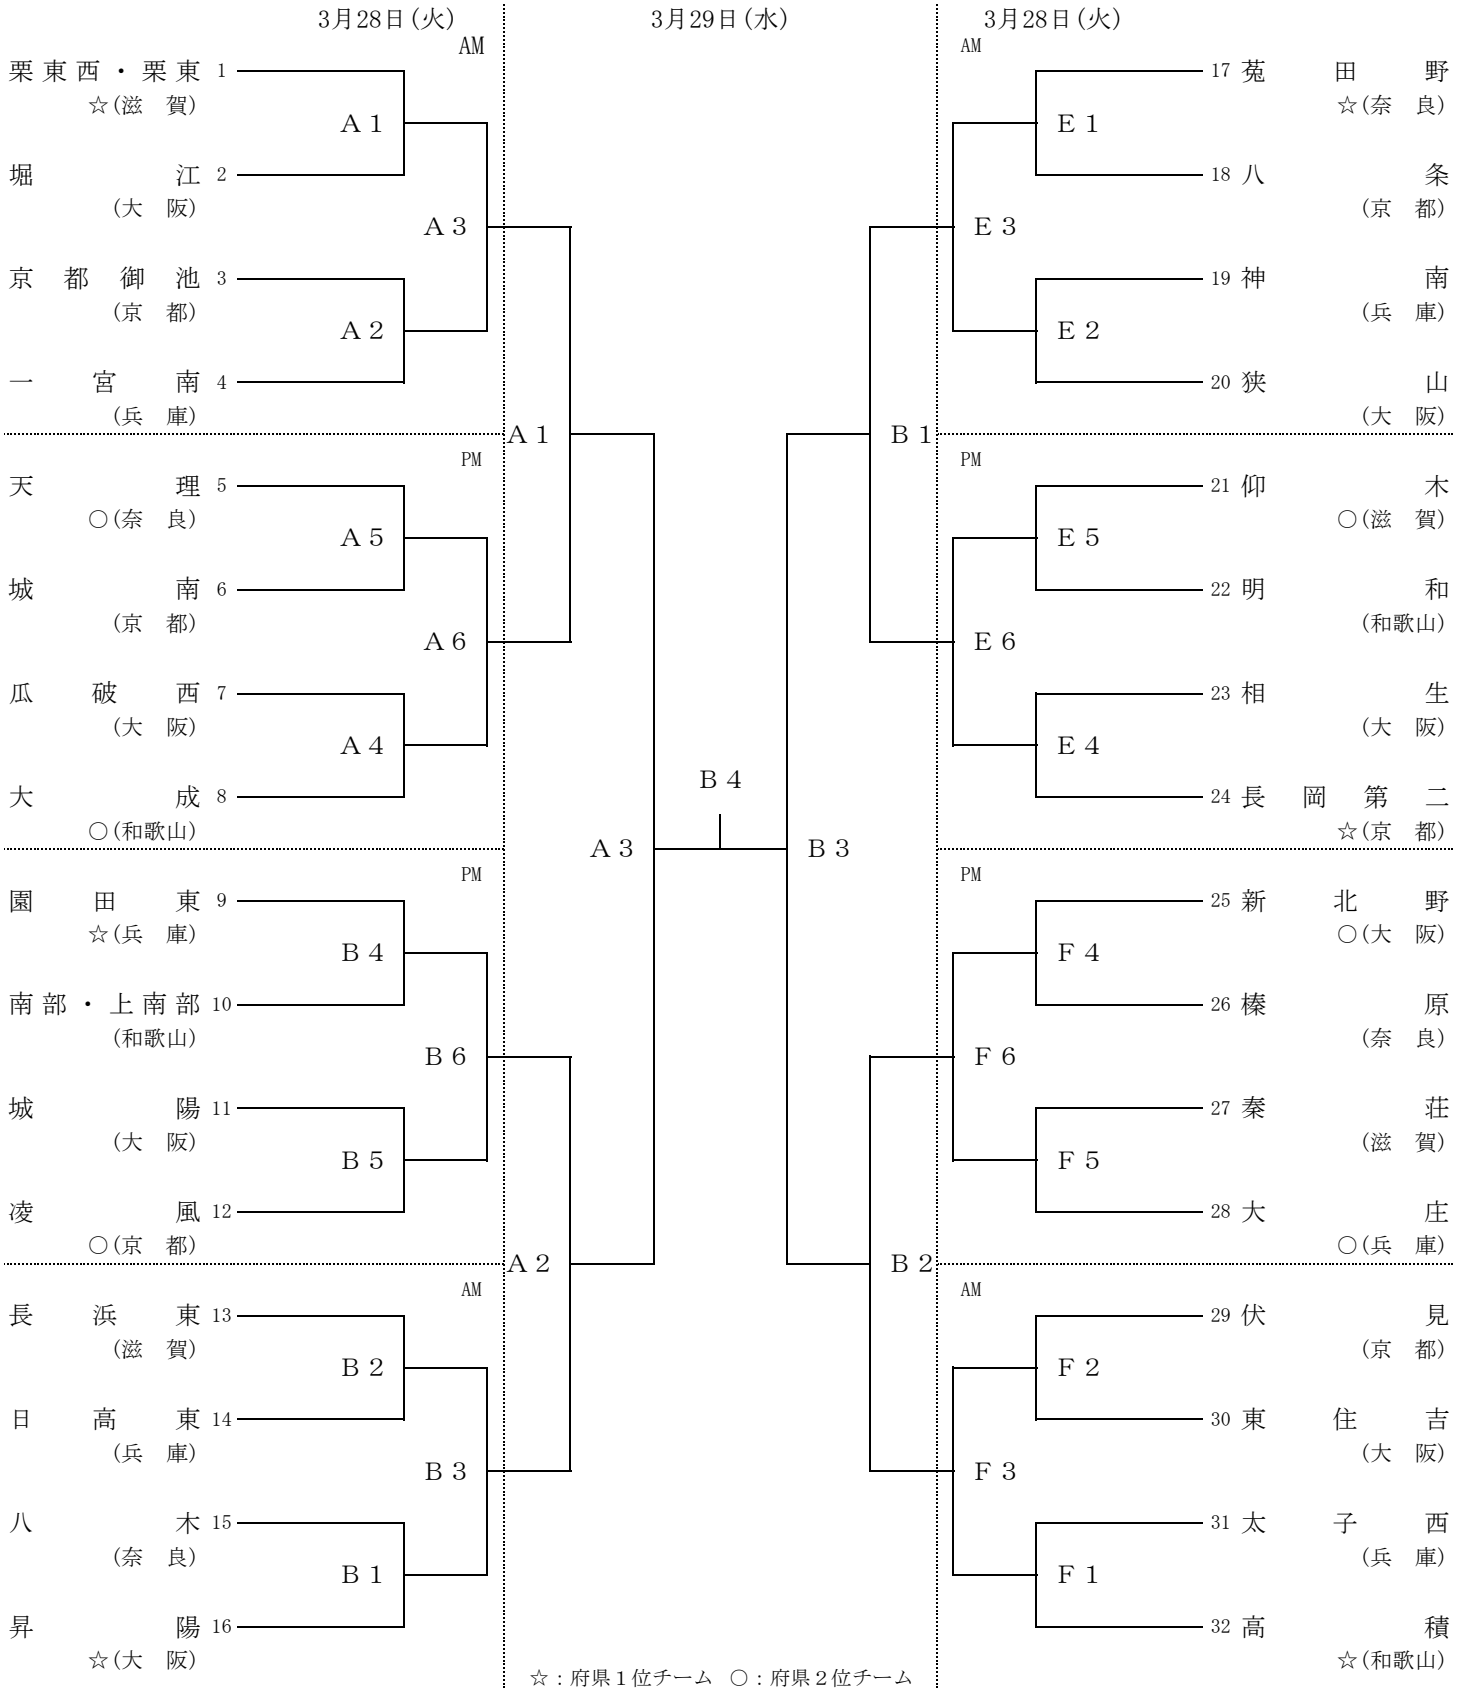 3月28日(火)
3月29日(水)
3月28日(火)
AM
AM
栗東西・栗東 1
☆(滋 賀)
A1
堀江 2
(大 阪)
A3
京都御池 3
(京 都)
A2
一宮南 4
(兵 庫)
A1
PM
天理 5
○(奈 良)
A5
城南 6
(京 都)
A6
瓜破西 7
(大 阪)
A4
大成 8
○(和歌山)
A3
PM
園田東 9
☆(兵 庫)
B4
南部・上南部 10
(和歌山)
B6
城陽 11
(大 阪)
B5
凌風 12
○(京 都)
A2
AM
長浜東 13
(滋 賀)
B2
日高東 14
(兵 庫)
B3
八木 15
(奈 良)
B1
昇陽 16
☆(大 阪)
B4
17 菟田野
☆(奈 良)
E1
18 八条
(京 都)
E3
19 神南
(兵 庫)
E2
20 狭山
(大 阪)
B1
PM
21 仰木
○(滋 賀)
E5
22 明和
(和歌山)
E6
23 相生
(大 阪)
E4
24 長岡第二
☆(京 都)
B3
PM
25 新北野
○(大 阪)
F4
26 榛原
(奈 良)
F6
27 秦荘
(滋 賀)
F5
28 大庄
○(兵 庫)
B2
AM
29 伏見
(京 都)
F2
30 東住吉
(大 阪)
F3
31 太子西
(兵 庫)
F1
32 高積
☆(和歌山)
☆:府県1位チーム ○:府県2位チーム